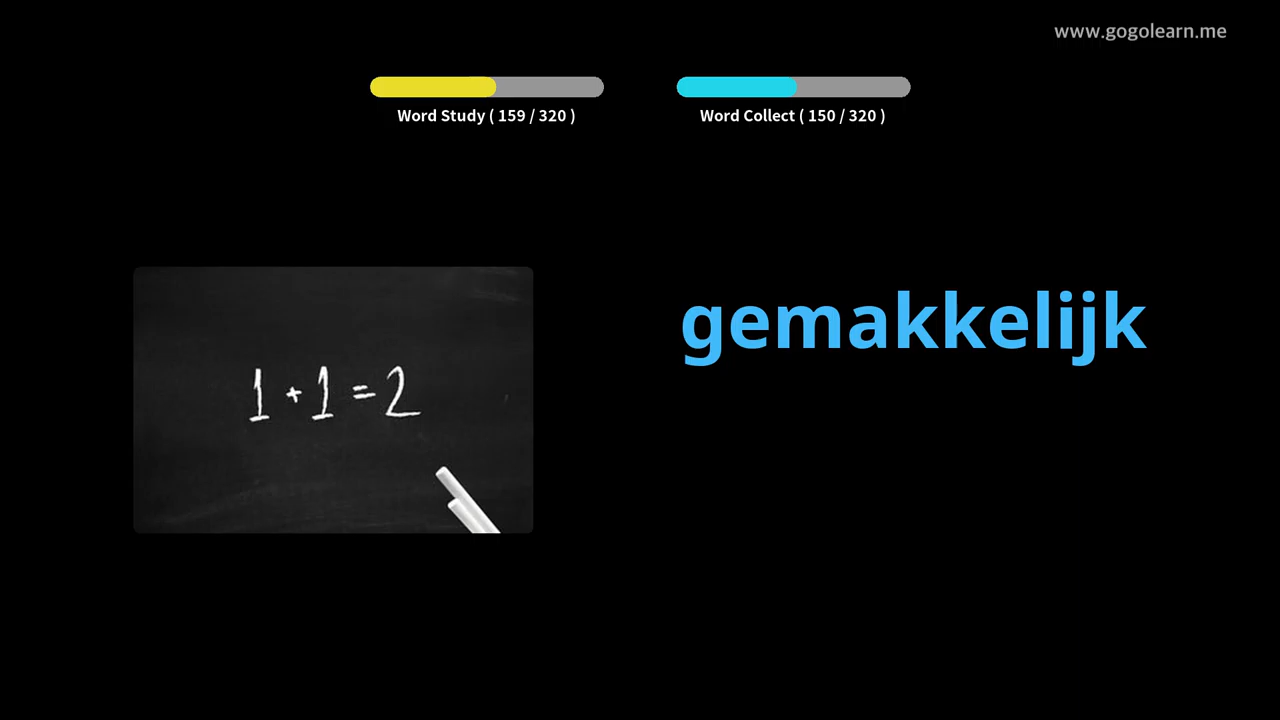 www.gogolearn.me
Word Study ( 159 / 320 )
Word Collect ( 150 / 320 )
gemakkelijk
1 + 1 = 2